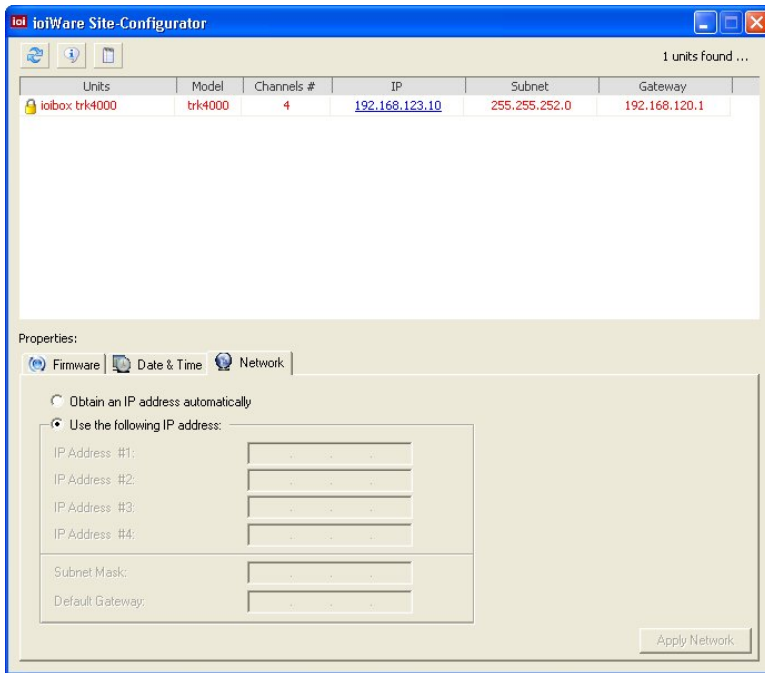 ioi ioiWare Site-Configurator
1 units found ...
Units Model Channels # IP Subnet Gateway
ioibox trk4000 trk4000 4 192.168.123.10 255.255.252.0 192.168.120.1
Properties:
Firmware Date & Time Network
Obtain an IP address automatically
Use the following IP address:
IP Address #1:
IP Address #2:
IP Address #3:
IP Address #4:
Subnet Mask:
Default Gateway:
Apply Network